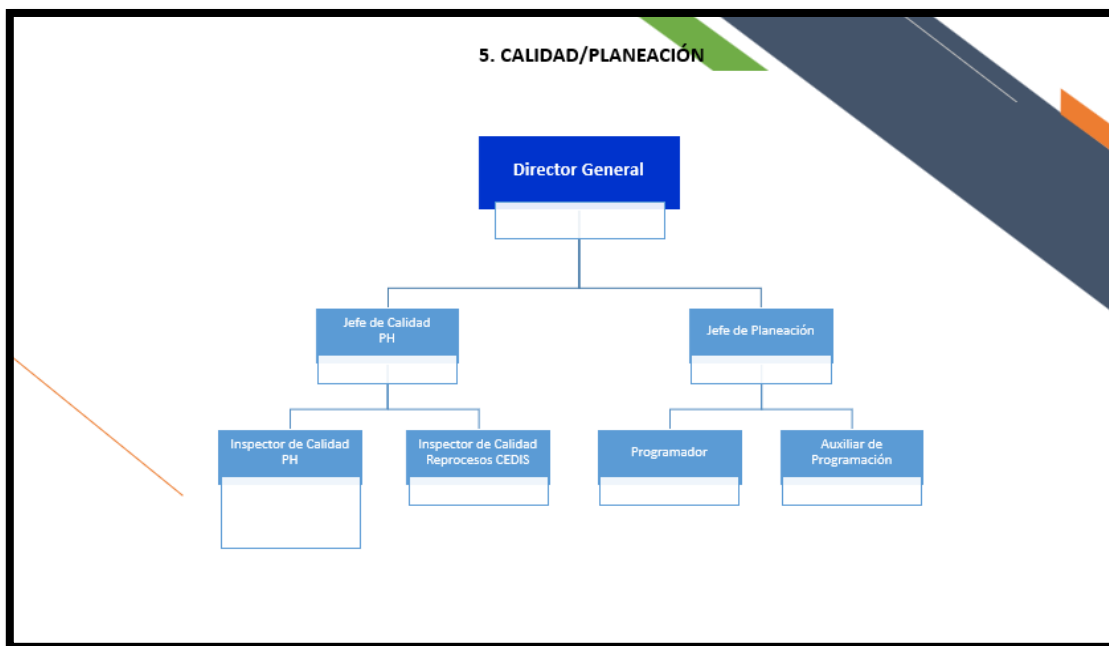 5. CALIDAD/PLANEACIÓN
Director General
Jefe de Calidad
PH
Jefe de Planeación
Inspector de Calidad
PH
Inspector de Calidad
Reprocesos CEDIS
Programador
Auxiliar de
Programación